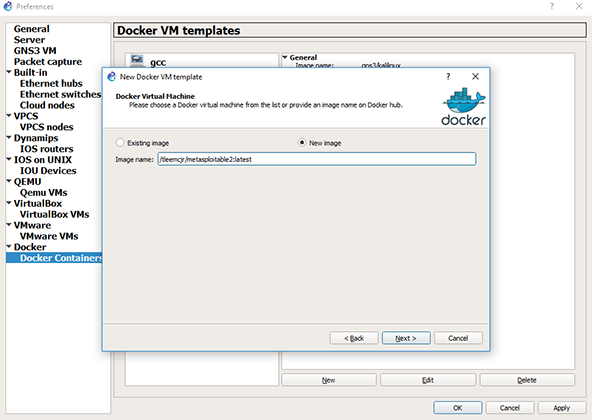 Preferences
General
Server
GNS3 VM
Packet capture
Built-in
Ethernet hubs
Ethernet switches
Cloud nodes
VPCS
VPCS nodes
Dynamips
IOS routers
IOS on UNIX
IOU Devices
QEMU
Qemu VMs
VirtualBox
VirtualBox VMs
VMware
VMware VMs
Docker
Docker Containers
Docker VM templates
gcc
General
Image name: gns3/kalilinux
New Docker VM template
Docker Virtual Machine
Please choose a Docker virtual machine from the list or provide an image name on Docker hub.
docker
Existing image
New image
Image name: /tleemcjr/metasploitable2:latest
< Back
Next >
Cancel
New
Edit
Delete
OK
Cancel
Apply